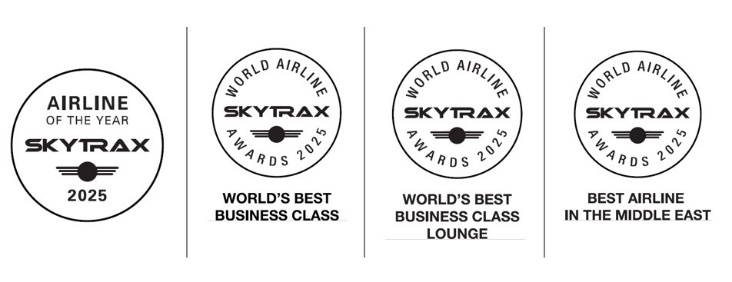 AIRLINE
OF THE YEAR
SKYTRAX
2025
WORLD AIRLINE
SKYTRAX
AWARDS 2025
WORLD'S BEST
BUSINESS CLASS
WORLD AIRLINE
SKYTRAX
AWARDS 2025
WORLD'S BEST
BUSINESS CLASS
LOUNGE
WORLD AIRLINE
SKYTRAX
AWARDS 2025
BEST AIRLINE
IN THE MIDDLE EAST